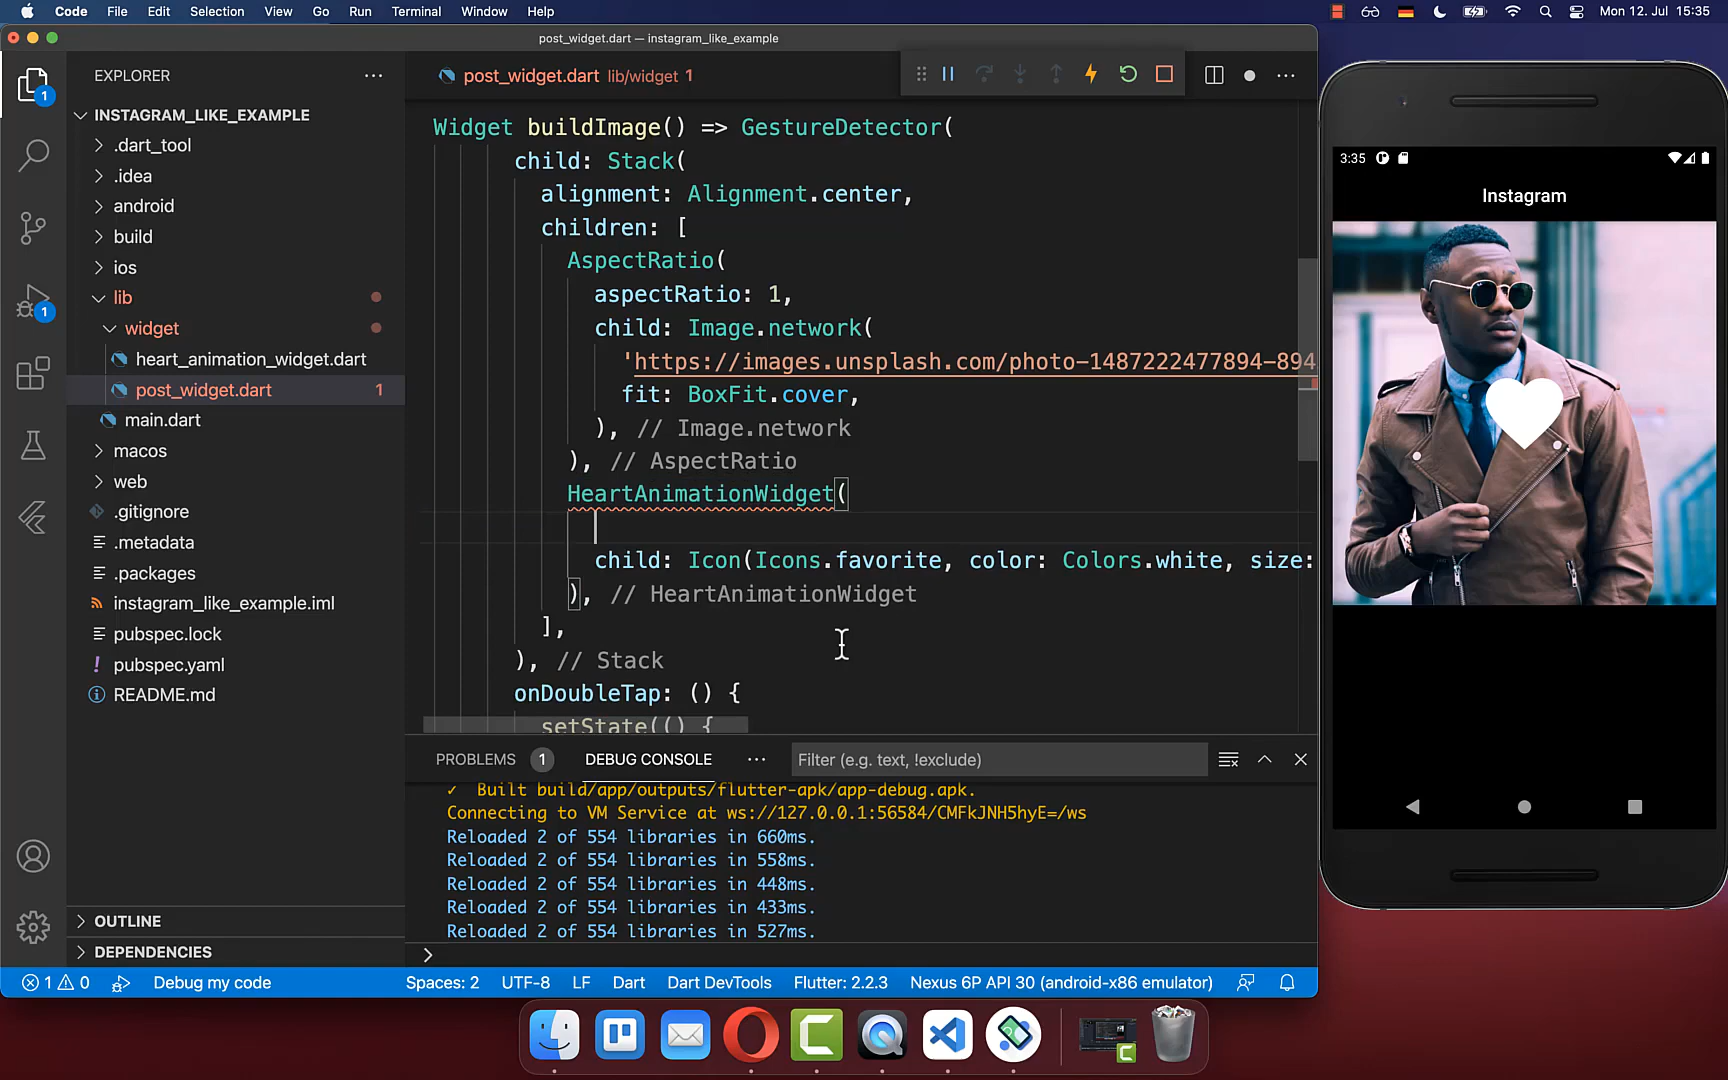 Code File Edit Selection View Go Run Terminal Window Help
Mon 12. Jul 15:35
post_widget.dart — instagram_like_example
EXPLORER
post_widget.dart lib/widget 1
INSTAGRAM_LIKE_EXAMPLE
.dart_tool
.idea
android
build
ios
lib
widget
heart_animation_widget.dart
post_widget.dart 1
main.dart
macos
web
.gitignore
.metadata
.packages
instagram_like_example.iml
pubspec.lock
pubspec.yaml
README.md
OUTLINE
DEPENDENCIES
1
1
Widget buildImage() => GestureDetector(
child: Stack(
alignment: Alignment.center,
children: [
AspectRatio(
aspectRatio: 1,
child: Image.network(
'https://images.unsplash.com/photo-1487222477894-894
fit: BoxFit.cover,
), // Image.network
), // AspectRatio
HeartAnimationWidget(
child: Icon(Icons.favorite, color: Colors.white, size:
), // HeartAnimationWidget
],
), // Stack
onDoubleTap: () {
setState(() {
PROBLEMS 1 DEBUG CONSOLE Filter (e.g. text, !exclude)
✓ Built build/app/outputs/flutter-apk/app-debug.apk.
Connecting to VM Service at ws://127.0.0.1:56584/CMFkJNH5hyE=/ws
Reloaded 2 of 554 libraries in 660ms.
Reloaded 2 of 554 libraries in 558ms.
Reloaded 2 of 554 libraries in 448ms.
Reloaded 2 of 554 libraries in 433ms.
Reloaded 2 of 554 libraries in 527ms.
1 0 Debug my code Spaces: 2 UTF-8 LF Dart Dart DevTools Flutter: 2.2.3 Nexus 6P API 30 (android-x86 emulator)
3:35
Instagram